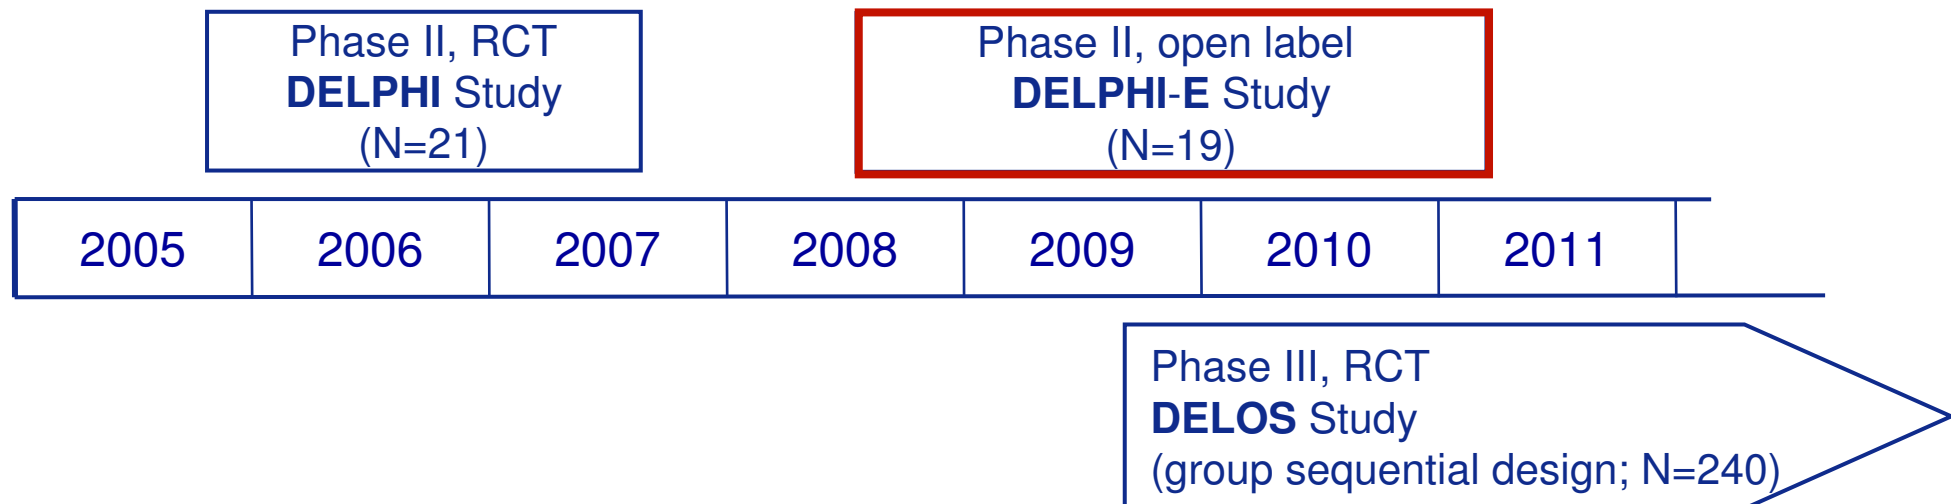 Phase II, RCT
DELPHI Study
(N=21)
Phase II, open label
DELPHI-E Study
(N=19)
2005 2006 2007 2008 2009 2010 2011
Phase III, RCT
DELOS Study
(group sequential design; N=240)